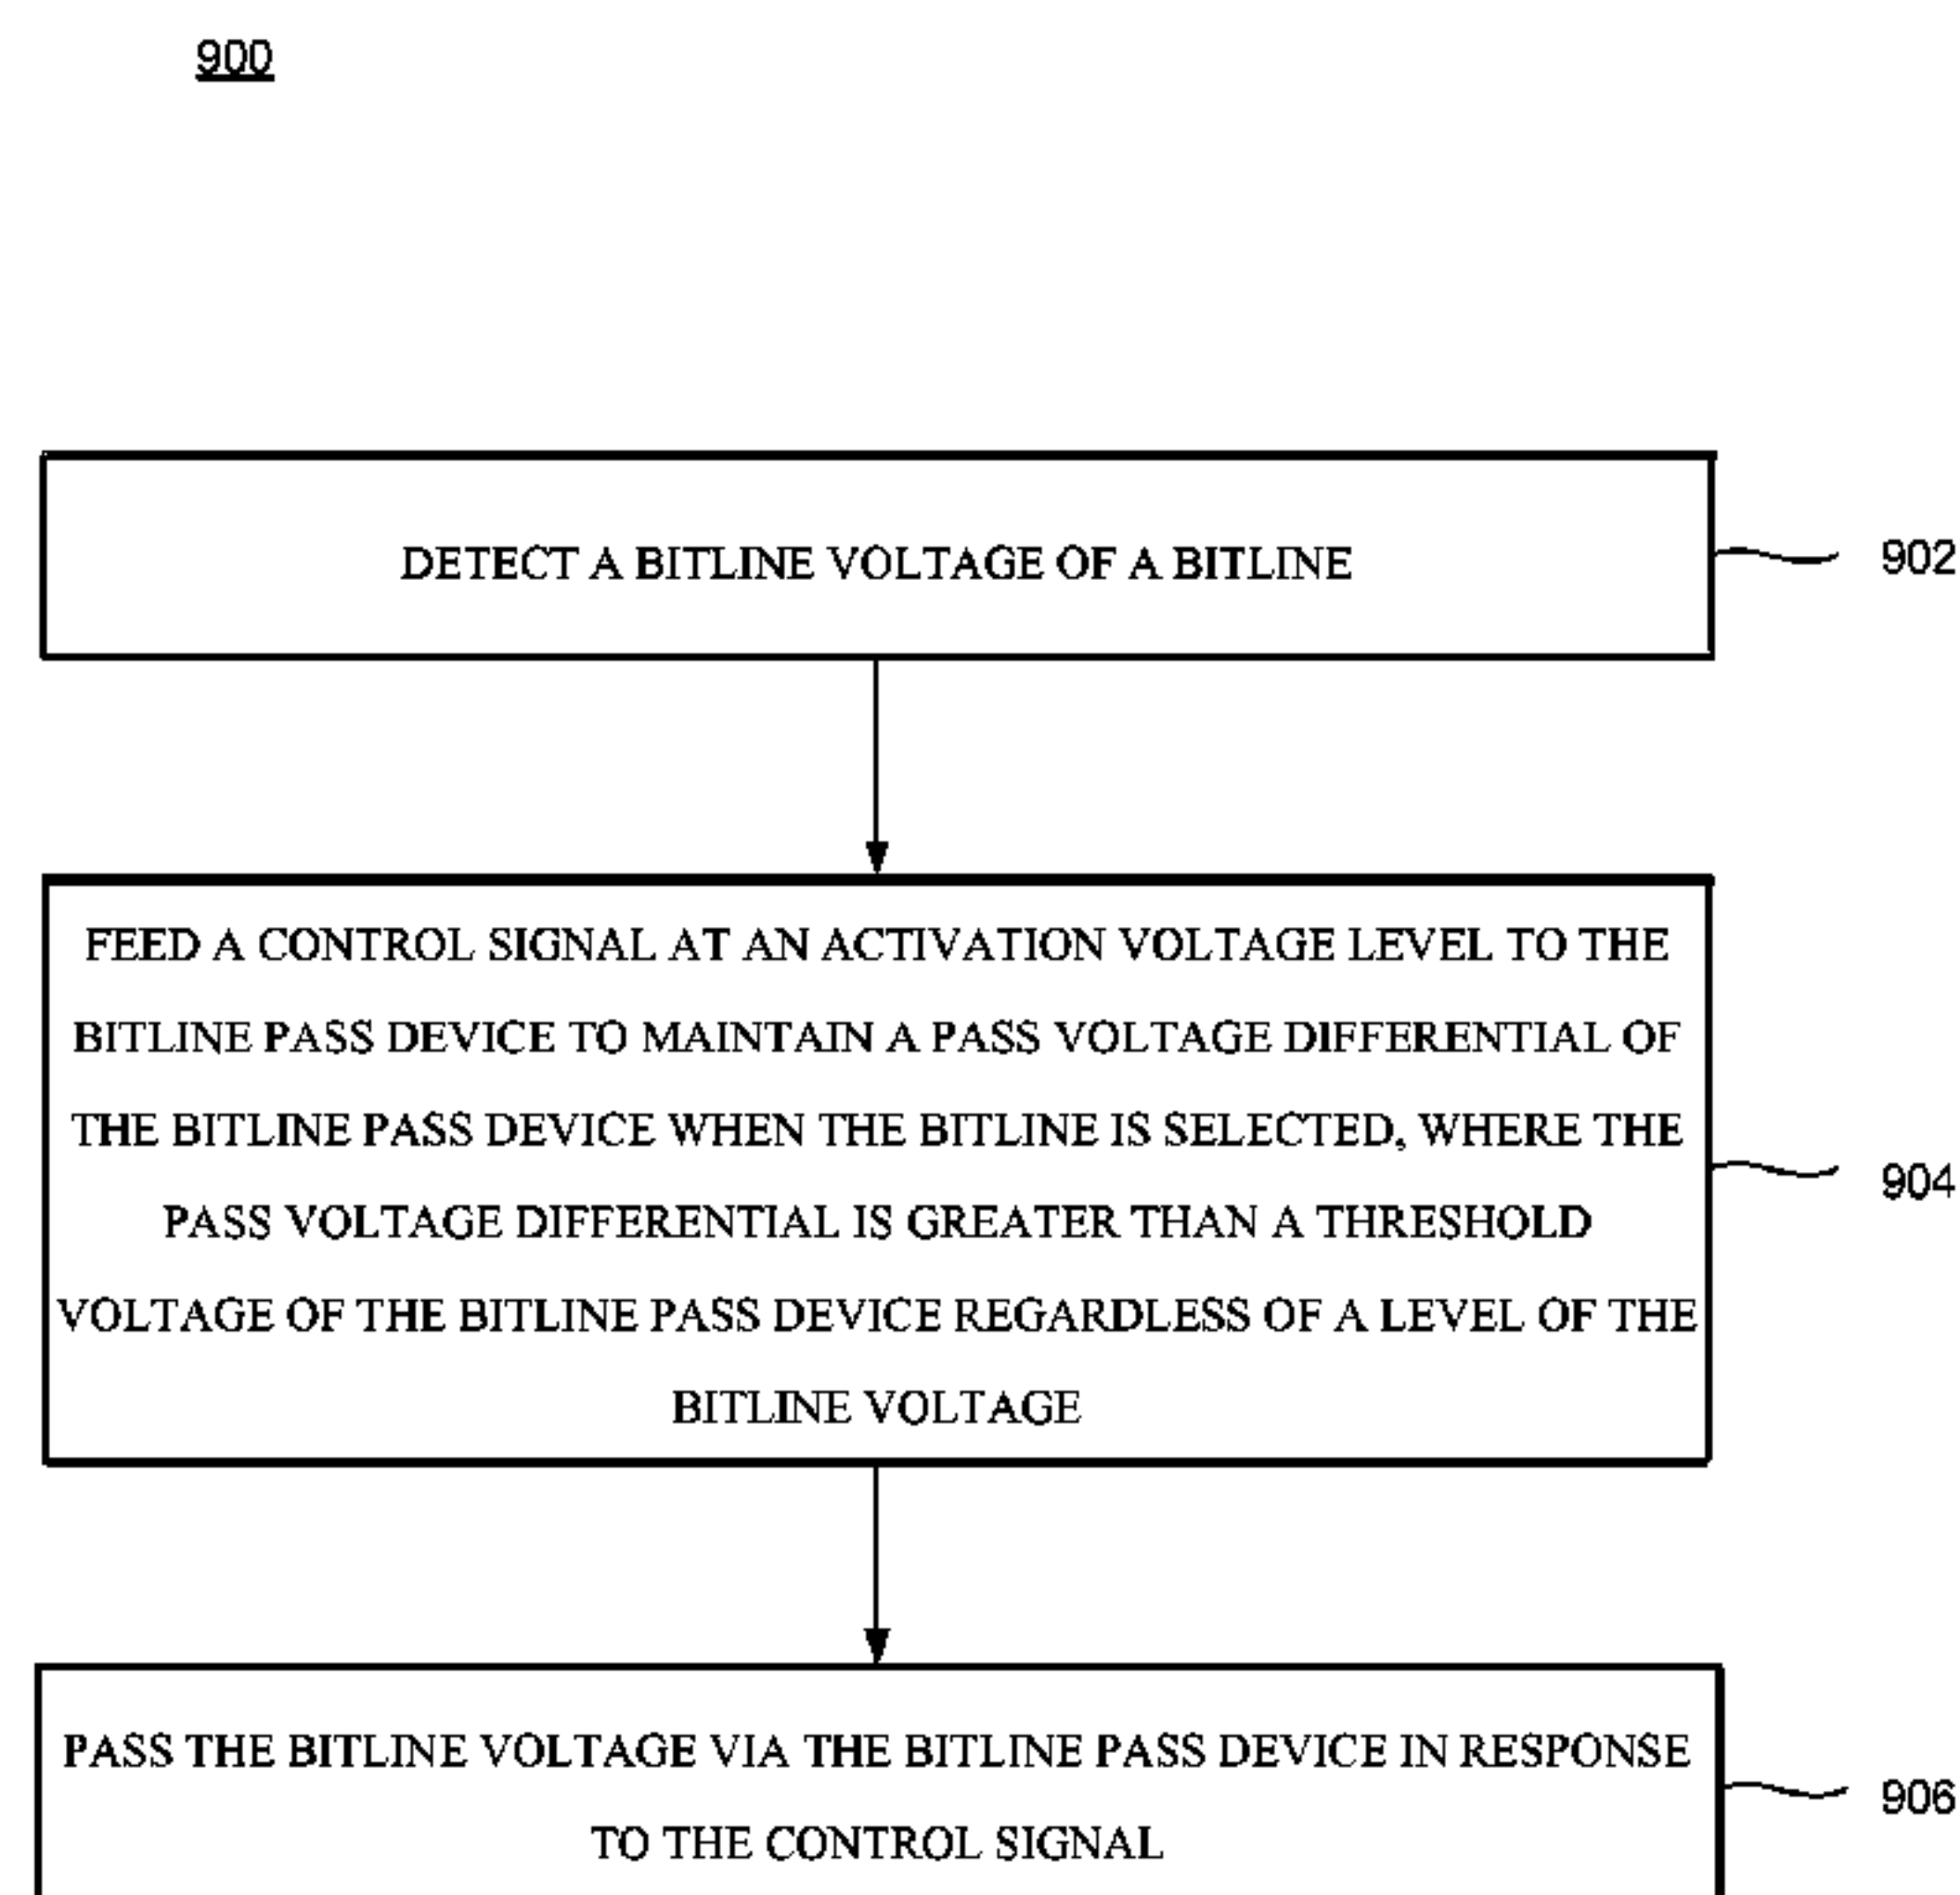 900
DETECT A BITLINE VOLTAGE OF A BITLINE
902
FEED A CONTROL SIGNAL AT AN ACTIVATION VOLTAGE LEVEL TO THE
BITLINE PASS DEVICE TO MAINTAIN A PASS VOLTAGE DIFFERENTIAL OF
THE BITLINE PASS DEVICE WHEN THE BITLINE IS SELECTED, WHERE THE
PASS VOLTAGE DIFFERENTIAL IS GREATER THAN A THRESHOLD
VOLTAGE OF THE BITLINE PASS DEVICE REGARDLESS OF A LEVEL OF THE
BITLINE VOLTAGE
904
PASS THE BITLINE VOLTAGE VIA THE BITLINE PASS DEVICE IN RESPONSE
TO THE CONTROL SIGNAL
906